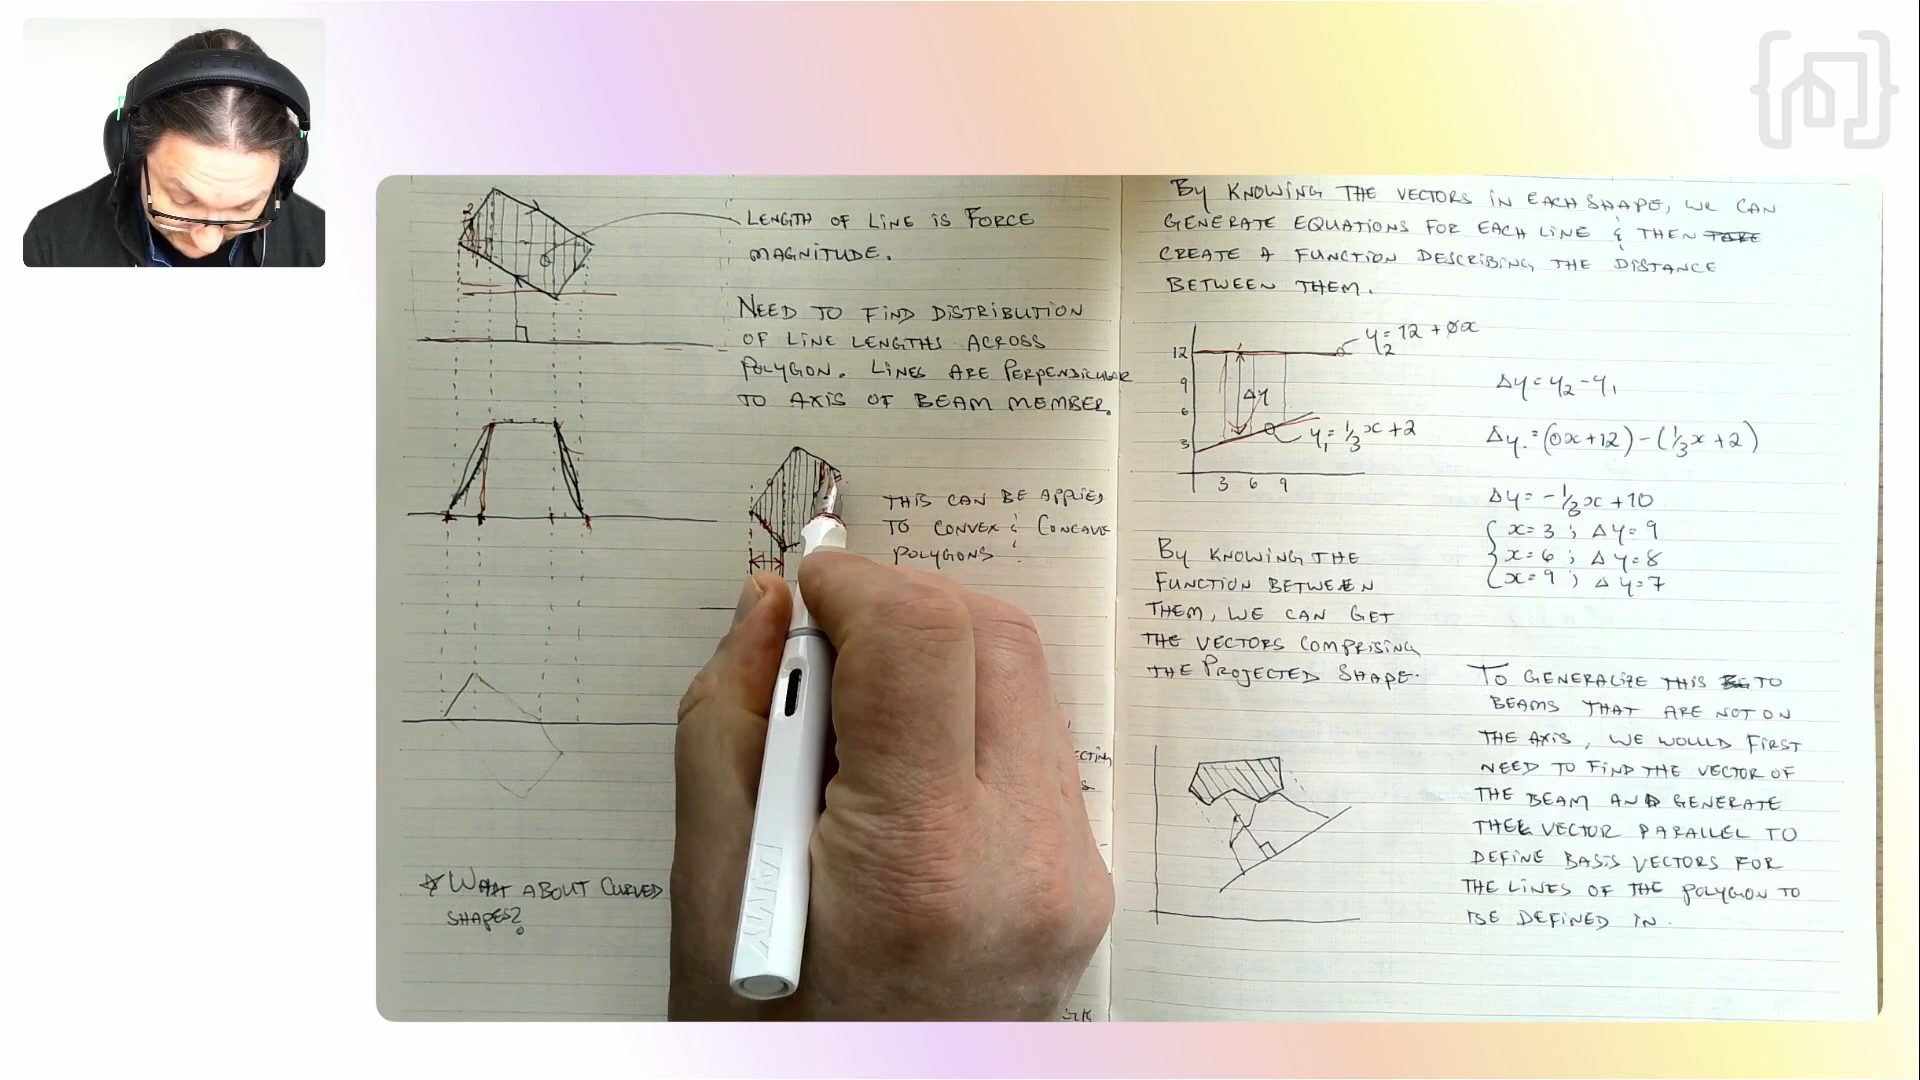 LENGTH OF LINE IS FORCE
MAGNITUDE.
NEED TO FIND DISTRIBUTION
OF LINE LENGTHS ACROSS
POLYGON. LINES ARE PERPENDICULAR
TO AXIS OF BEAM MEMBER.
THIS CAN BE APPLIED
TO CONVEX & CONCAVE
POLYGONS!
ECTING
☆ WHAT ABOUT CURVED
SHAPES?
LAMY
BY KNOWING THE VECTORS IN EACH SHAPE, WE CAN
GENERATE EQUATIONS FOR EACH LINE & THEN TAKE
CREATE A FUNCTION DESCRIBING THE DISTANCE
BETWEEN THEM.
y₂=12+0x
12
9
6
3
Δy
y₁=⅓x+2
3 6 9
Δy=y₂-y₁
Δy=(0x+12)-(⅓x+2)
Δy=-⅓x+10
x=3; Δy=9
x=6; Δy=8
x=9; Δy=7
BY KNOWING THE
FUNCTION BETWEEN
THEM, WE CAN GET
THE VECTORS COMPRISING
THE PROJECTED SHAPE.
TO GENERALIZE THIS TO
BEAMS THAT ARE NOT ON
THE AXIS, WE WOULD FIRST
NEED TO FIND THE VECTOR OF
THE BEAM AND GENERATE
THE VECTOR PARALLEL TO
DEFINE BASIS VECTORS FOR
THE LINES OF THE POLYGON TO
BE DEFINED IN.